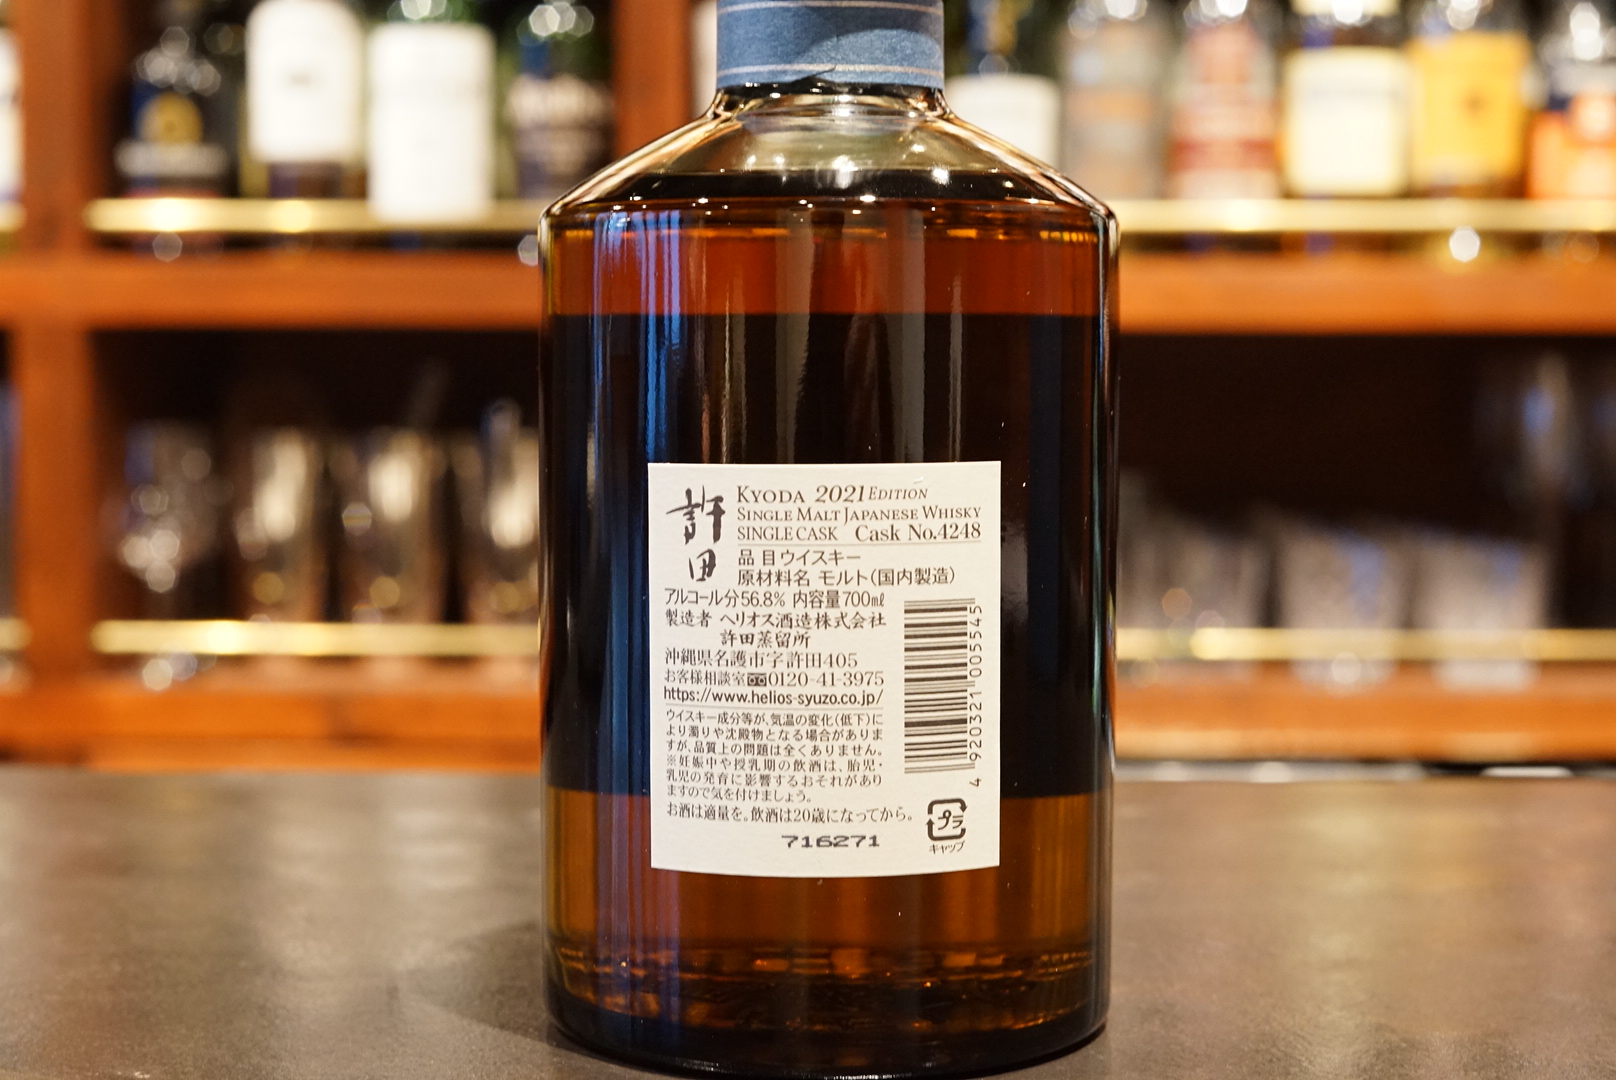 許田
KYODA 2021 EDITION
SINGLE MALT JAPANESE WHISKY
SINGLE CASK Cask No.4248
品目ウイスキー
原材料名 モルト(国内製造)
アルコール分56.8% 内容量700㎖
製造者 ヘリオス酒造株式会社
許田蒸留所
沖縄県名護市字許田405
お客様相談室 0120-41-3975
https://www.helios-syuzo.co.jp/
ウイスキー成分等が、気温の変化(低下)に
より濁りや沈殿物となる場合がありま
すが、品質上の問題は全くありません。
※妊娠中や授乳期の飲酒は、胎児・
乳児の発育に影響するおそれがあり
ますので気を付けましょう。
お酒は適量を。飲酒は20歳になってから。
716271
4 920321 005545
プラ
キャップ